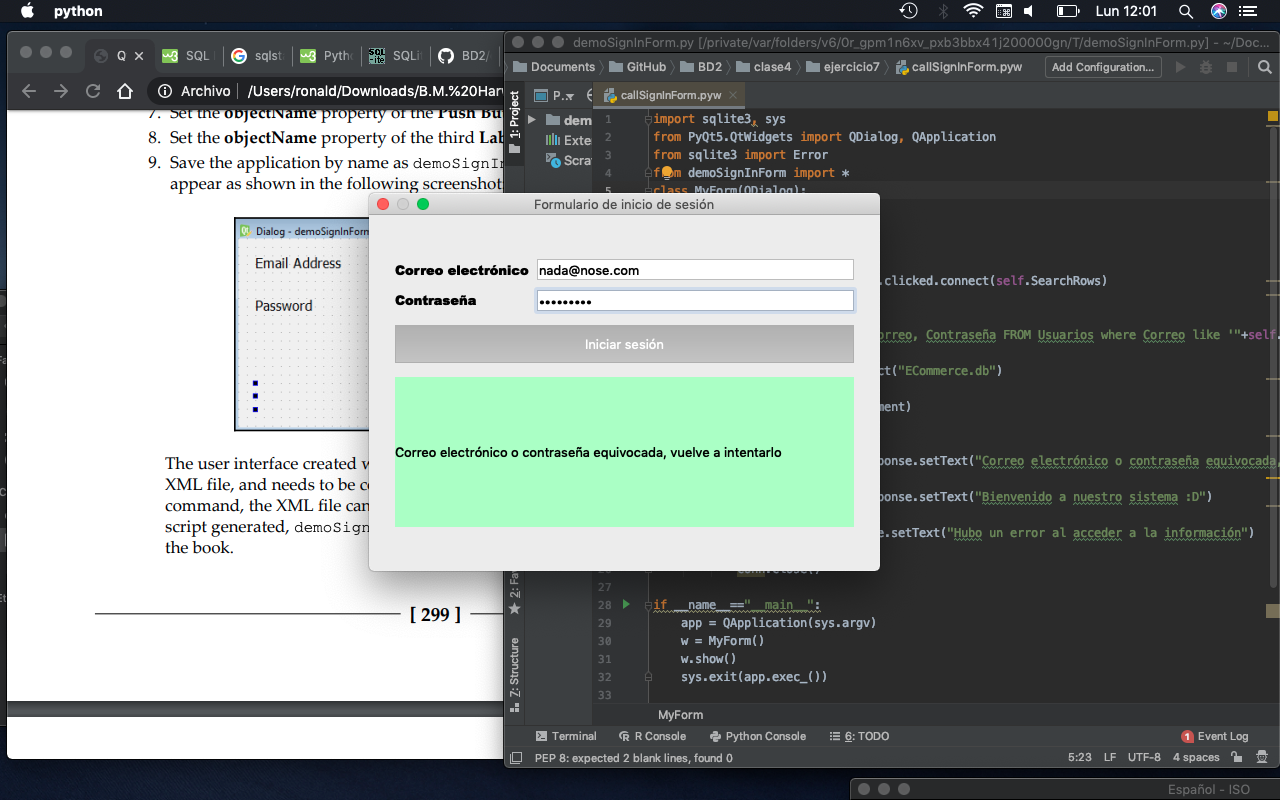 python
Lun 12:01
Q
SQL
sqlst
Pytho
SQLi
BD2/
Archivo
/Users/ronald/Downloads/B.M.%20Har
7. Set the objectName property of the Push Bu
8. Set the objectName property of the third Lab
9. Save the application by name as demoSignIn
appear as shown in the following screenshot
Dialog - demoSignInForm
Email Address
Password
The user interface created w
XML file, and needs to be co
command, the XML file can
script generated, demoSign
the book.
[ 299 ]
demoSignInForm.py [/private/var/folders/v6/0r_gpm1n6xv_pxb3bbx41j200000gn/T/demoSignInForm.py] - ~/Doc...
Documents
GitHub
BD2
clase4
ejercicio7
callSignInForm.pyw
Add Configuration...
1: Project
P..
callSignInForm.pyw
dem
Exter
Scra
1 import sqlite3, sys
2 from PyQt5.QtWidgets import QDialog, QApplication
3 from sqlite3 import Error
4 from demoSignInForm import *
5 class MyForm(QDialog):
.clicked.connect(self.SearchRows)
orreo, Contraseña FROM Usuarios where Correo like '"+self.
ct("ECommerce.db")
ment)
ponse.setText("Correo electrónico o contraseña equivocada,
ponse.setText("Bienvenido a nuestro sistema :D")
e.setText("Hubo un error al acceder a la información")
conn.close()
27
28 if __name__=="__main__":
29 app = QApplication(sys.argv)
30 w = MyForm()
31 w.show()
32 sys.exit(app.exec_())
33
MyForm
2: Fav
7: Structure
Terminal
R Console
Python Console
6: TODO
1 Event Log
PEP 8: expected 2 blank lines, found 0
5:23
LF
UTF-8
4 spaces
Español - ISO
Formulario de inicio de sesión
Correo electrónico
nada@nose.com
Contraseña
•••••••••
Iniciar sesión
Correo electrónico o contraseña equivocada, vuelve a intentarlo